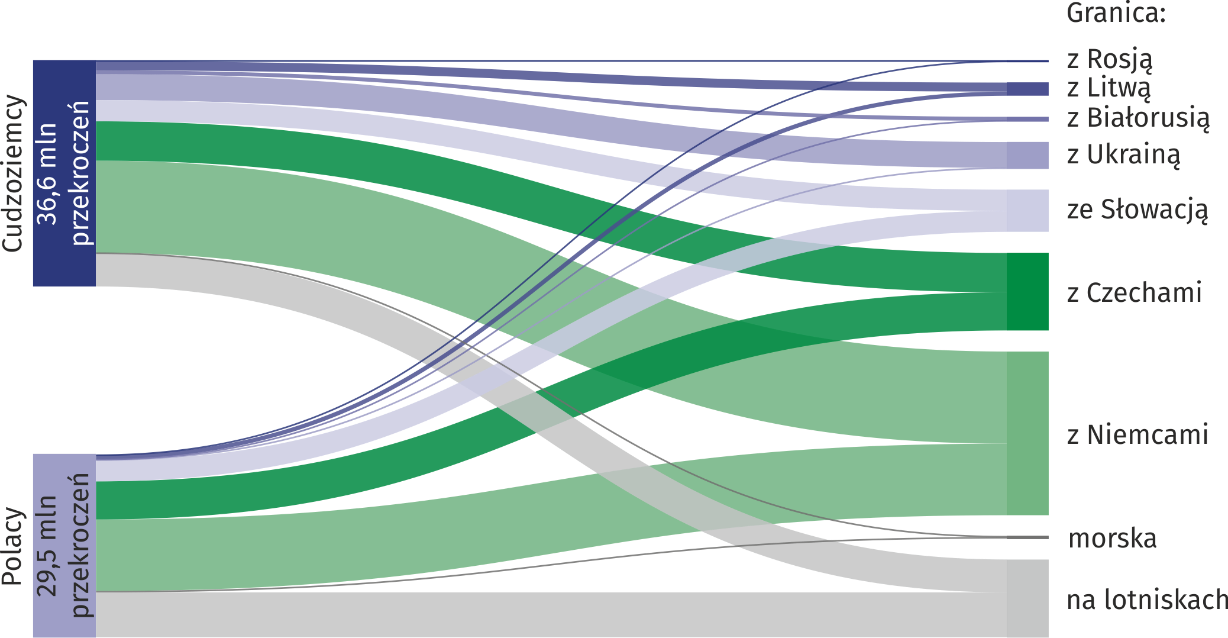 Granica:
z Rosją
z Litwą
z Białorusią
z Ukrainą
ze Słowacją
z Czechami
z Niemcami
morska
na lotniskach
Cudzoziemcy
36,6 mln
przekroczeń
Polacy
29,5 mln
przekroczeń